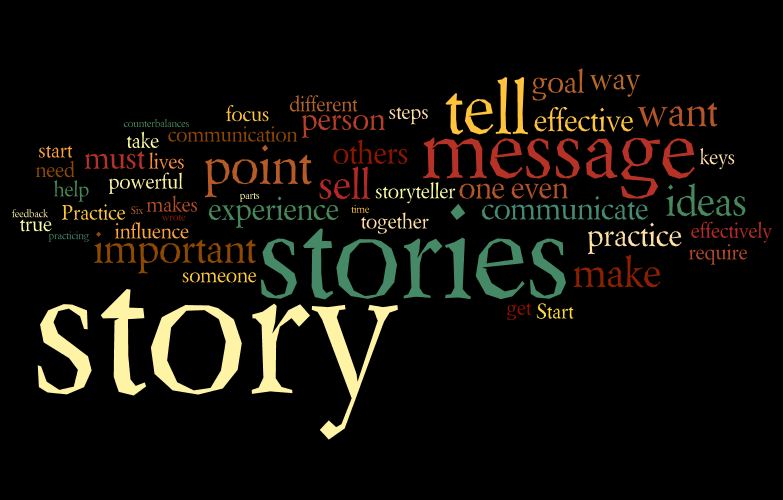 goal way
different
focus
tell
person
steps
effective want
counterbalances
communication
take
message
start
others
keys
must lives
point
need
sell
powerful
help
storyteller one even
parts
ideas
makes
experience
time
communicate
feedback
Practice
Six
wrote
true
together
influence
practice
effectively
practicing
important
stories
require
someone
make
story
get Start